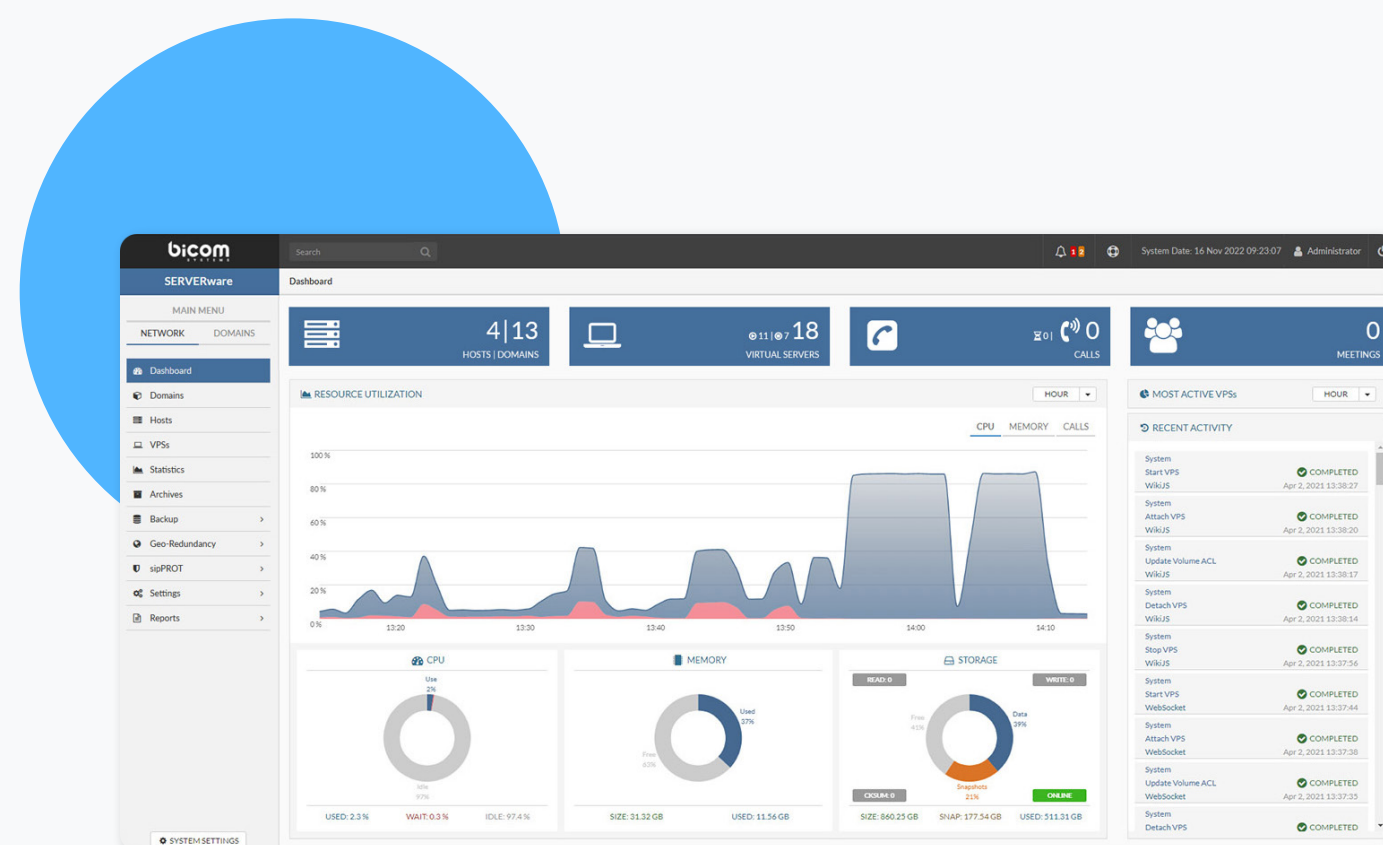 bicom
SYSTEMS
Search
1 2
System Date: 16 Nov 2022 09:23:07
Administrator
SERVERware
Dashboard
MAIN MENU
NETWORK DOMAINS
Dashboard
Domains
Hosts
VPSs
Statistics
Archives
Backup
Geo-Redundancy
sipPROT
Settings
Reports
SYSTEM SETTINGS
4|13
HOSTS | DOMAINS
11 | 7 18
VIRTUAL SERVERS
0 | 0
CALLS
0
MEETINGS
RESOURCE UTILIZATION
HOUR
CPU MEMORY CALLS
100 %
80 %
60 %
40 %
20 %
0 %
13:20 13:30 13:40 13:50 14:00 14:10
CPU
Use
2%
Idle
97%
USED: 2.3 % WAIT: 0.3 % IDLE: 97.4 %
MEMORY
Used
37%
Free
63%
SIZE: 31.32 GB USED: 11.56 GB
STORAGE
READ: 0 WRITE: 0
Data
39%
Free
41%
Snapshots
21%
CKSUM: 0 ONLINE
SIZE: 860.25 GB SNAP: 177.54 GB USED: 511.31 GB
MOST ACTIVE VPSs
HOUR
RECENT ACTIVITY
System
Start VPS COMPLETED
WikiJS Apr 2, 2021 13:38:27
System
Attach VPS COMPLETED
WikiJS Apr 2, 2021 13:38:20
System
Update Volume ACL COMPLETED
WikiJS Apr 2, 2021 13:38:17
System
Detach VPS COMPLETED
WikiJS Apr 2, 2021 13:38:14
System
Stop VPS COMPLETED
WikiJS Apr 2, 2021 13:37:56
System
Start VPS COMPLETED
WebSocket Apr 2, 2021 13:37:44
System
Attach VPS COMPLETED
WebSocket Apr 2, 2021 13:37:38
System
Update Volume ACL COMPLETED
WebSocket Apr 2, 2021 13:37:35
System
Detach VPS COMPLETED